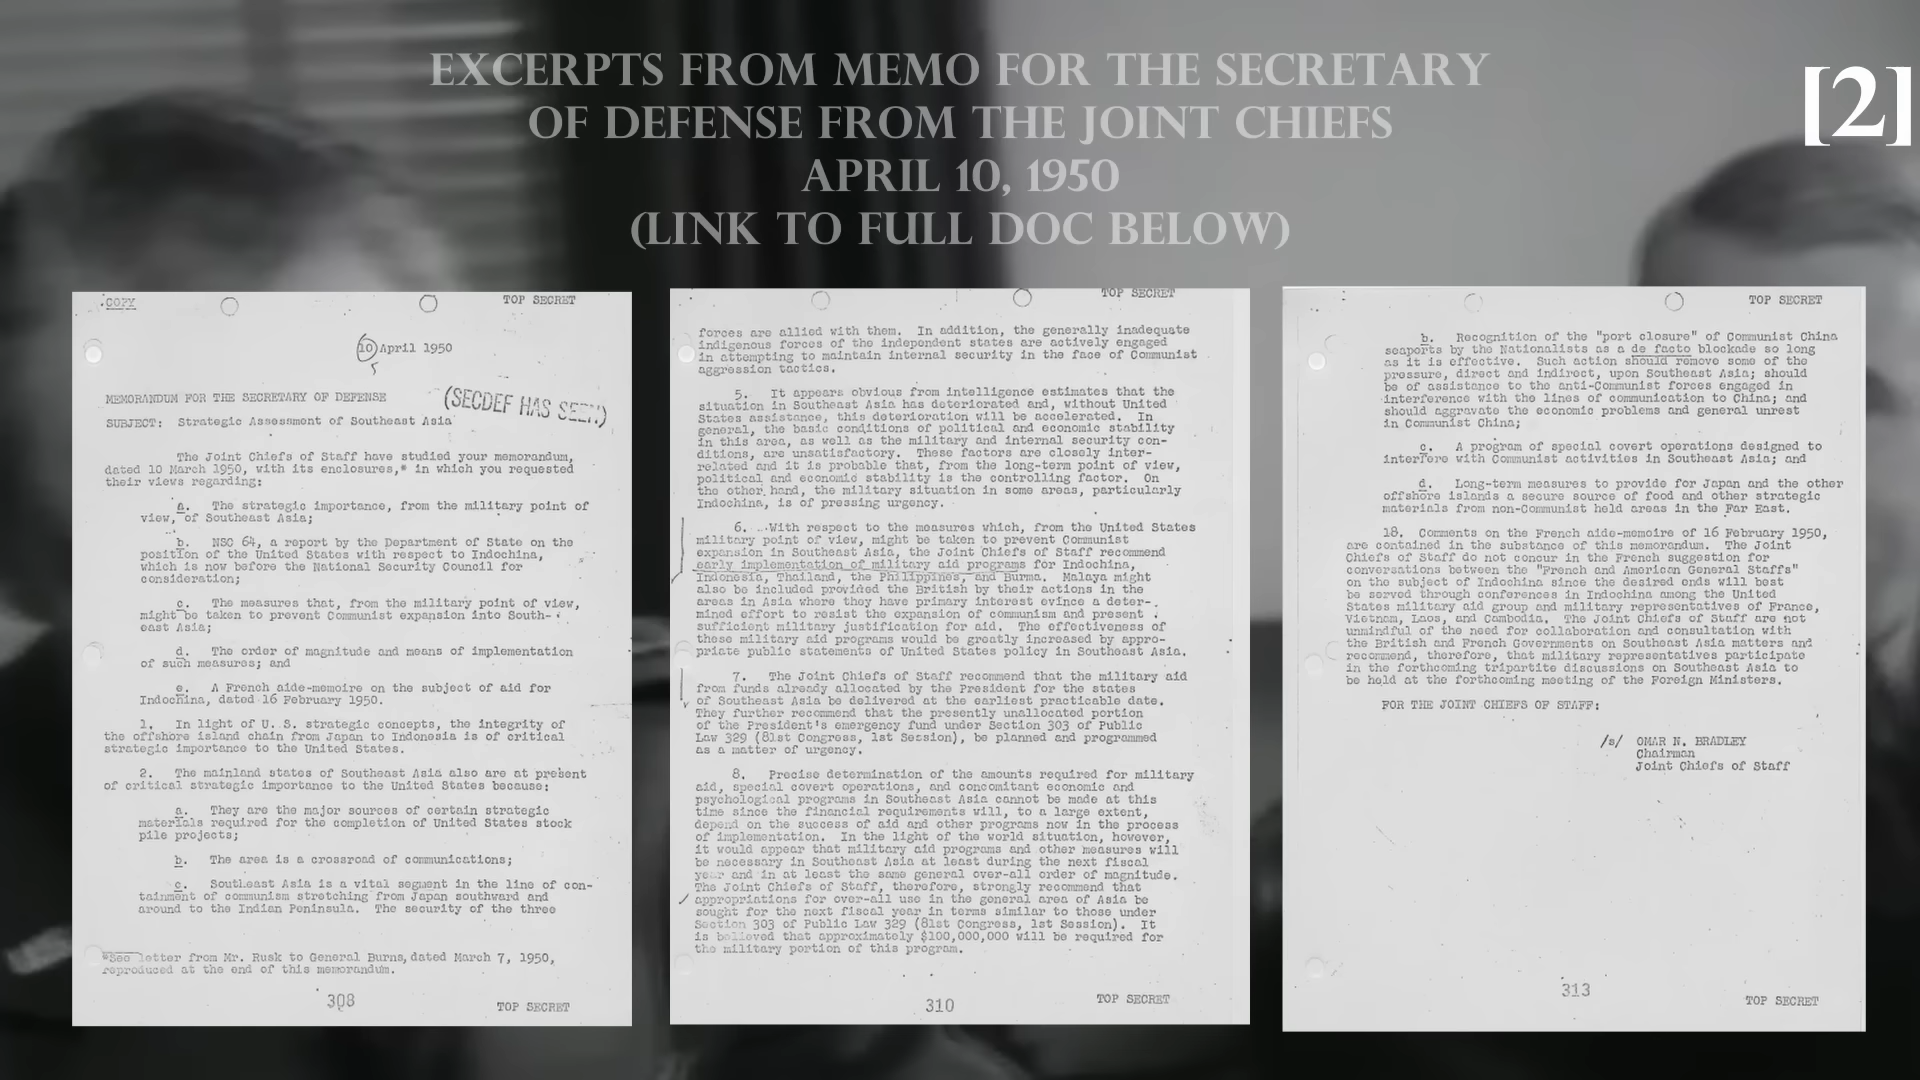 EXCERPTS FROM MEMO FOR THE SECRETARY
OF DEFENSE FROM THE JOINT CHIEFS
APRIL 10, 1950
(LINK TO FULL DOC BELOW)
[2]
COPY
TOP SECRET
10 April 1950
MEMORANDUM FOR THE SECRETARY OF DEFENSE
(SECDEF HAS SEEN)
SUBJECT: Strategic Assessment of Southeast Asia
The Joint Chiefs of Staff have studied your memorandum,
dated 10 March 1950, with its enclosures,* in which you requested
their views regarding:
a. The strategic importance, from the military point of
view, of Southeast Asia;
b. NSC 64, a report by the Department of State on the
position of the United States with respect to Indochina,
which is now before the National Security Council for
consideration;
c. The measures that, from the military point of view,
might be taken to prevent Communist expansion into South-
east Asia;
d. The order of magnitude and means of implementation
of such measures; and
e. A French aide-memoire on the subject of aid for
Indochina, dated 16 February 1950.
1. In light of U. S. strategic concepts, the integrity of
the offshore island chain from Japan to Indonesia is of critical
strategic importance to the United States.
2. The mainland states of Southeast Asia also are at present
of critical strategic importance to the United States because:
a. They are the major sources of certain strategic
materials required for the completion of United States stock
pile projects;
b. The area is a crossroad of communications;
c. Southeast Asia is a vital segment in the line of con-
tainment of communism stretching from Japan southward and
around to the Indian Peninsula. The security of the three
*See letter from Mr. Rusk to General Burns, dated March 7, 1950,
reproduced at the end of this memorandum.
308
TOP SECRET
TOP SECRET
forces are allied with them. In addition, the generally inadequate
indigenous forces of the independent states are actively engaged
in attempting to maintain internal security in the face of Communist
aggression tactics.
5. It appears obvious from intelligence estimates that the
situation in Southeast Asia has deteriorated and, without United
States assistance, this deterioration will be accelerated. In
general, the basic conditions of political and economic stability
in this area, as well as the military and internal security con-
ditions, are unsatisfactory. These factors are closely inter-
related and it is probable that, from the long-term point of view,
political and economic stability is the controlling factor. On
the other hand, the military situation in some areas, particularly
Indochina, is of pressing urgency.
6. With respect to the measures which, from the United States
military point of view, might be taken to prevent Communist
expansion in Southeast Asia, the Joint Chiefs of Staff recommend
early implementation of military aid programs for Indochina,
Indonesia, Thailand, the Philippines, and Burma. Malaya might
also be included provided the British by their actions in the
areas in Asia where they have primary interest evince a deter-
mined effort to resist the expansion of communism and present
sufficient military justification for aid. The effectiveness of
these military aid programs would be greatly increased by appro-
priate public statements of United States policy in Southeast Asia.
7. The Joint Chiefs of Staff recommend that the military aid
from funds already allocated by the President for the states
of Southeast Asia be delivered at the earliest practicable date.
They further recommend that the presently unallocated portion
of the President's emergency fund under Section 303 of Public
Law 329 (81st Congress, 1st Session), be planned and programmed
as a matter of urgency.
8. Precise determination of the amounts required for military
aid, special covert operations, and concomitant economic and
psychological programs in Southeast Asia cannot be made at this
time since the financial requirements will, to a large extent,
depend on the success of aid and other programs now in the process
of implementation. In the light of the world situation, however,
it would appear that military aid programs and other measures will
be necessary in Southeast Asia at least during the next fiscal
year and in at least the same general over-all order of magnitude.
The Joint Chiefs of Staff, therefore, strongly recommend that
appropriations for over-all use in the general area of Asia be
sought for the next fiscal year in terms similar to those under
Section 303 of Public Law 329 (81st Congress, 1st Session). It
is believed that approximately $100,000,000 will be required for
the military portion of this program.
310
TOP SECRET
TOP SECRET
b. Recognition of the "port closure" of Communist China
seaports by the Nationalists as a de facto blockade so long
as it is effective. Such action should remove some of the
pressure, direct and indirect, upon Southeast Asia; should
be of assistance to the anti-Communist forces engaged in
interference with the lines of communication to China; and
should aggravate the economic problems and general unrest
in Communist China;
c. A program of special covert operations designed to
interfere with Communist activities in Southeast Asia; and
d. Long-term measures to provide for Japan and the other
offshore islands a secure source of food and other strategic
materials from non-Communist held areas in the Far East.
18. Comments on the French aide-memoire of 16 February 1950,
are contained in the substance of this memorandum. The Joint
Chiefs of Staff do not concur in the French suggestion for
conversations between the "French and American General Staffs"
on the subject of Indochina since the desired ends will best
be served through conferences in Indochina among the United
States military aid group and military representatives of France,
Vietnam, Laos, and Cambodia. The Joint Chiefs of Staff are not
unmindful of the need for collaboration and consultation with
the British and French Governments on Southeast Asia matters and
recommend, therefore, that military representatives participate
in the forthcoming tripartite discussions on Southeast Asia to
be held at the forthcoming meeting of the Foreign Ministers.
FOR THE JOINT CHIEFS OF STAFF:
/s/ OMAR N. BRADLEY
Chairman
Joint Chiefs of Staff
313
TOP SECRET